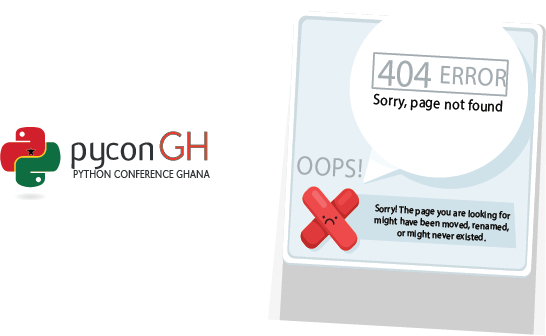 pycon GH
PYTHON CONFERENCE GHANA
404 ERROR
Sorry, page not found
OOPS!
Sorry! The page you are looking for
might have been moved, renamed,
or might never existed.